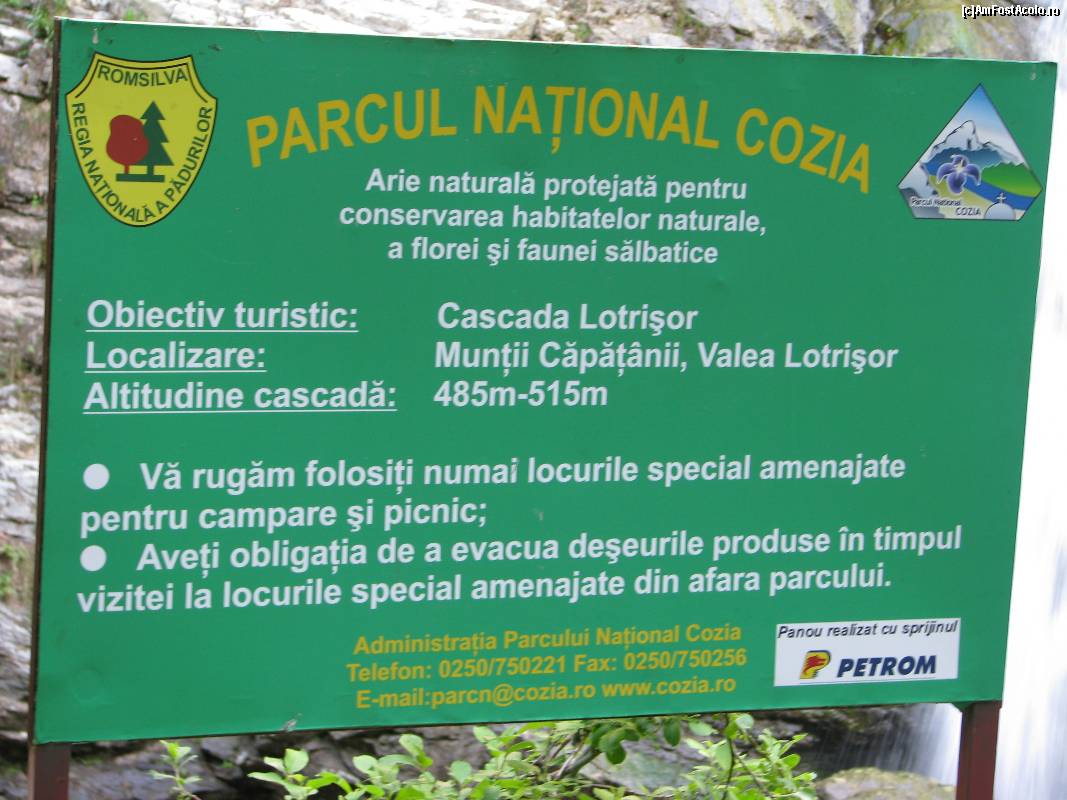 (c)AmFostAcolo.ro
ROMSILVA
REGIA NATIONALĂ A PĂDURILOR
PARCUL NAȚIONAL COZIA
Parcul National
COZIA
Arie naturală protejată pentru
conservarea habitatelor naturale,
a florei şi faunei sălbatice
Obiectiv turistic: Cascada Lotrişor
Localizare: Munții Căpățânii, Valea Lotrişor
Altitudine cascadă: 485m-515m
● Vă rugăm folosiți numai locurile special amenajate
pentru campare şi picnic;
● Aveți obligația de a evacua deşeurile produse în timpul
vizitei la locurile special amenajate din afara parcului.
Administrația Parcului Național Cozia
Telefon: 0250/750221 Fax: 0250/750256
E-mail:parcn@cozia.ro www.cozia.ro
Panou realizat cu sprijinul
PETROM